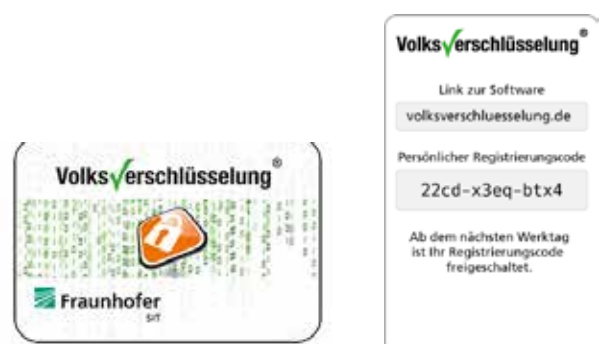 Volksverschlüsselung®
Fraunhofer
SIT
Volksverschlüsselung®
Link zur Software
volksverschluesselung.de
Persönlicher Registrierungscode
22cd-x3eq-btx4
Ab dem nächsten Werktag
ist Ihr Registrierungscode
freigeschaltet.